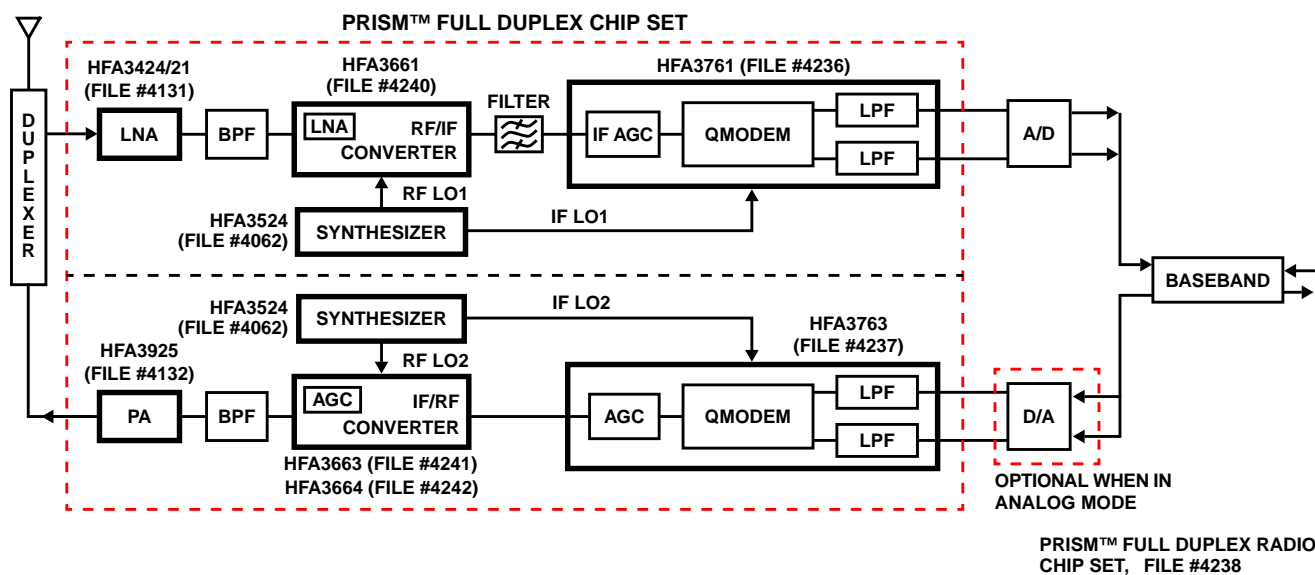 PRISM™ FULL DUPLEX CHIP SET
HFA3424/21
(FILE #4131)
HFA3661
(FILE #4240)
HFA3761 (FILE #4236)
FILTER
DUPLEXER
LNA
BPF
LNA
RF/IF
CONVERTER
IF AGC
QMODEM
LPF
LPF
A/D
RF LO1
HFA3524
(FILE #4062)
SYNTHESIZER
IF LO1
BASEBAND
HFA3524
(FILE #4062)
SYNTHESIZER
IF LO2
RF LO2
HFA3763
(FILE #4237)
HFA3925
(FILE #4132)
PA
BPF
AGC
IF/RF
CONVERTER
AGC
QMODEM
LPF
LPF
D/A
HFA3663 (FILE #4241)
HFA3664 (FILE #4242)
OPTIONAL WHEN IN
ANALOG MODE
PRISM™ FULL DUPLEX RADIO
CHIP SET, FILE #4238